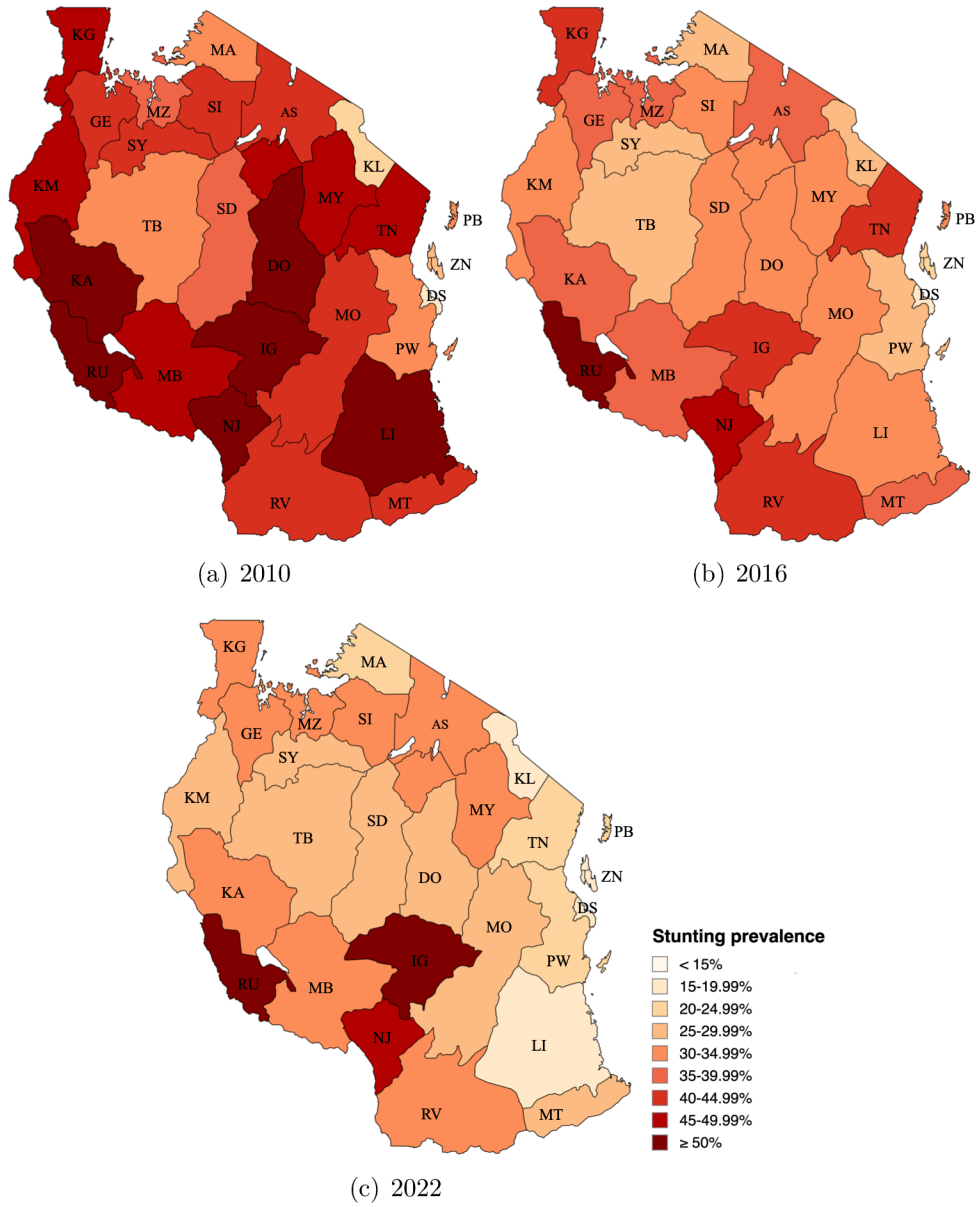 KG
MA
MZ
SI
AS
GE
SY
KL
KM
MY
SD
TB
TN
PB
DO
ZN
KA
DS
MO
IG
PW
RU
MB
NJ
LI
RV
MT
(a) 2010
KG
MA
SI
AS
MZ
GE
SY
KL
KM
MY
SD
TB
TN
PB
DO
ZN
KA
DS
MO
IG
PW
RU
MB
NJ
LI
RV
MT
(b) 2016
KG
MA
SI
AS
MZ
GE
SY
KL
KM
MY
SD
TB
TN
PB
DO
ZN
KA
DS
MO
IG
PW
RU
MB
NJ
LI
RV
MT
Stunting prevalence
< 15%
15-19.99%
20-24.99%
25-29.99%
30-34.99%
35-39.99%
40-44.99%
45-49.99%
≥ 50%
(c) 2022